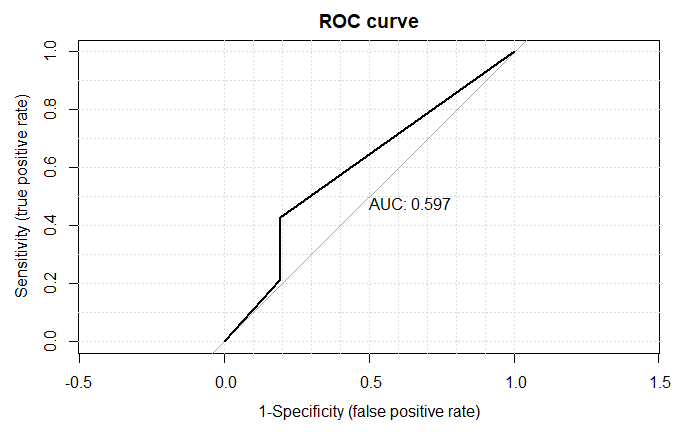 ROC curve
Sensitivity (true positive rate)
1.0
0.8
0.6
0.4
0.2
0.0
AUC: 0.597
-0.5 0.0 0.5 1.0 1.5
1-Specificity (false positive rate)